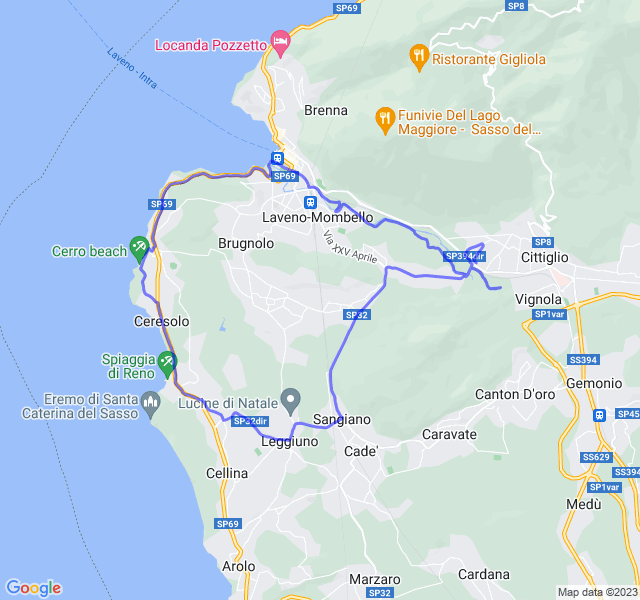 SP69
SP8
Locanda Pozzetto
Ristorante Gigliola
Laveno - Intra
Brenna
Funivie Del Lago
Maggiore - Sasso del...
SP69
SP69
Laveno-Mombello
Via XXV Aprile
Brugnolo
Cerro beach
SP394dir
SP8
Cittiglio
Vignola
SP1var
Ceresolo
SP32
SS394
Spiaggia
di Reno
Gemonio
Eremo di Santa
Caterina del Sasso
Lucine di Natale
Canton D'oro
SP32dir
Sangiano
SP45
Leggiuno
Caravate
Cade'
SS629
SS394
Cellina
SP1var
Medù
SP69
Arolo
Marzaro
Cardana
SP32
Google
Map data ©2023